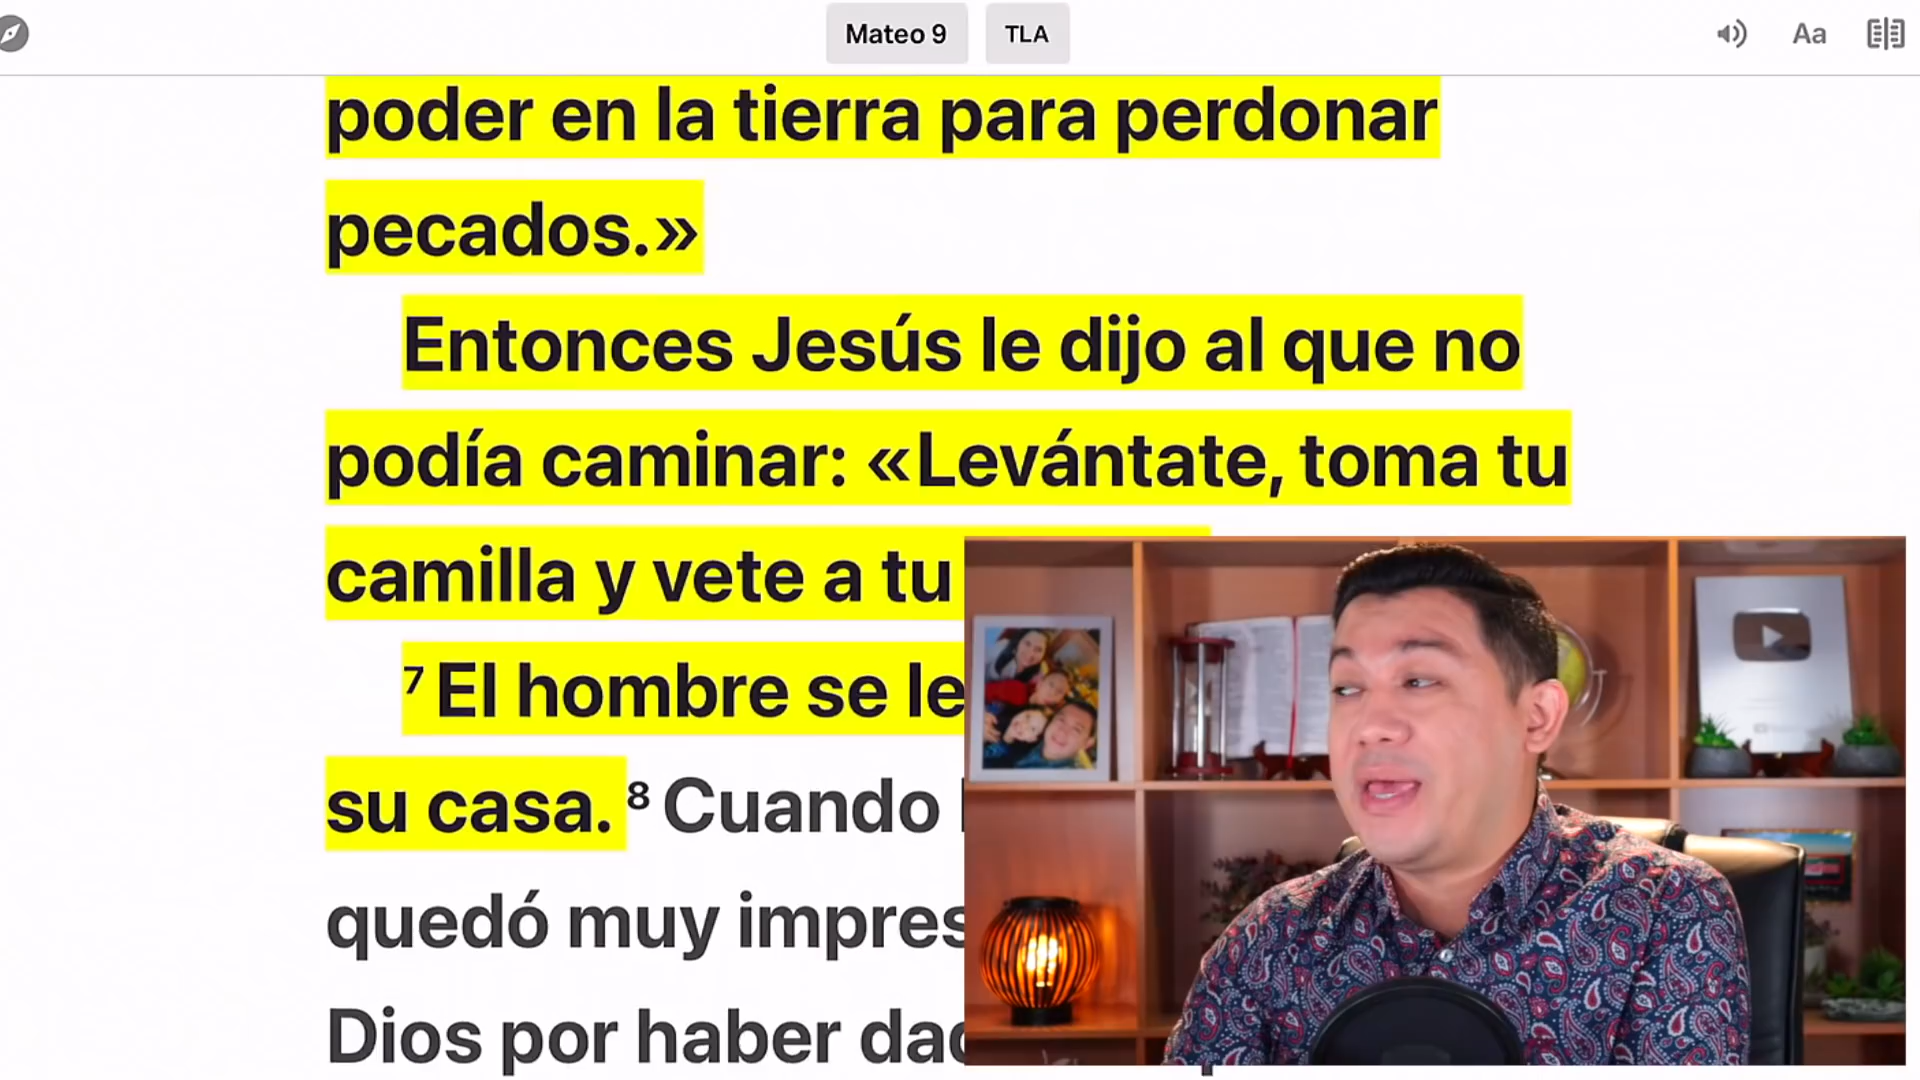 Mateo 9 TLA Aa
poder en la tierra para perdonar
pecados.»
Entonces Jesús le dijo al que no
podía caminar: «Levántate, toma tu
camilla y vete a tu
7 El hombre se le
su casa. 8 Cuando
quedó muy impres
Dios por haber dad